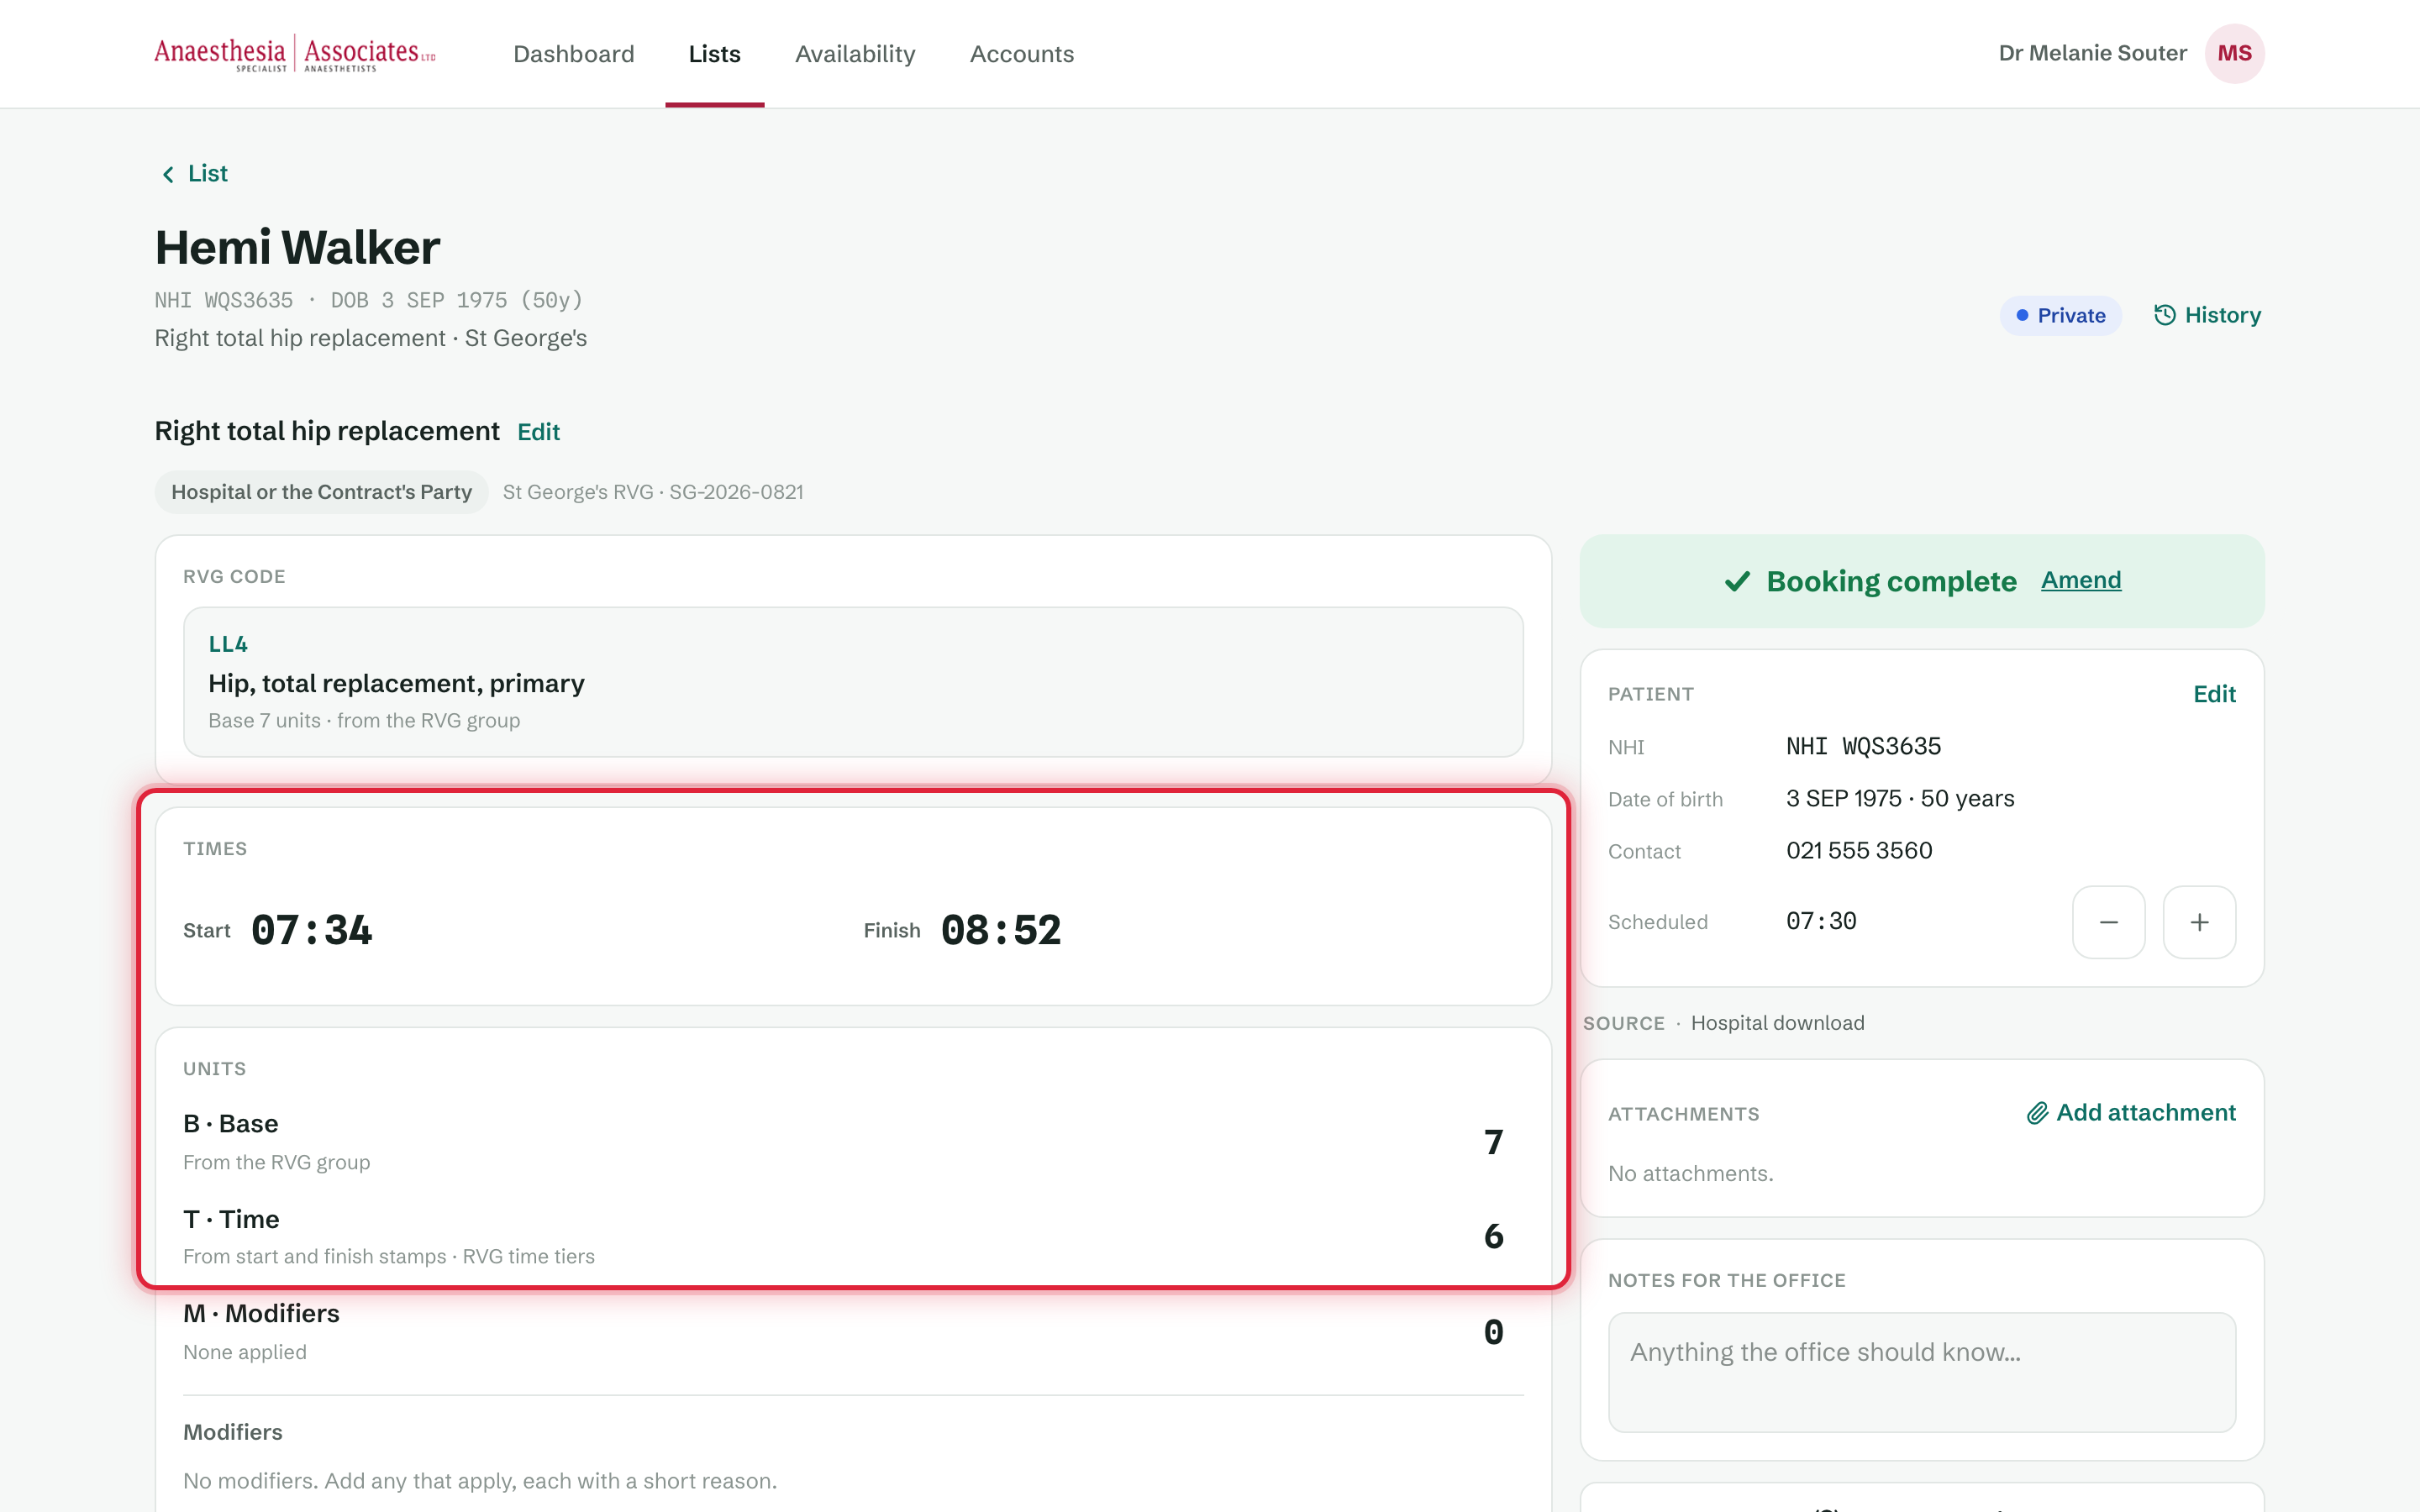 Anaesthesia | Associates LTD
SPECIALIST ANAESTHETISTS
Dashboard
Lists
Availability
Accounts
Dr Melanie Souter
MS
List
Hemi Walker
NHI WQS3635 · DOB 3 SEP 1975 (50y)
Right total hip replacement · St George's
Private
History
Right total hip replacement Edit
Hospital or the Contract's Party St George's RVG · SG-2026-0821
RVG CODE
LL4
Hip, total replacement, primary
Base 7 units · from the RVG group
TIMES
Start 07:34
Finish 08:52
UNITS
B · Base
From the RVG group
7
T · Time
From start and finish stamps · RVG time tiers
6
M · Modifiers
None applied
0
Modifiers
No modifiers. Add any that apply, each with a short reason.
Booking complete Amend
PATIENT Edit
NHI NHI WQS3635
Date of birth 3 SEP 1975 · 50 years
Contact 021 555 3560
Scheduled 07:30 − +
SOURCE · Hospital download
ATTACHMENTS Add attachment
No attachments.
NOTES FOR THE OFFICE
Anything the office should know...